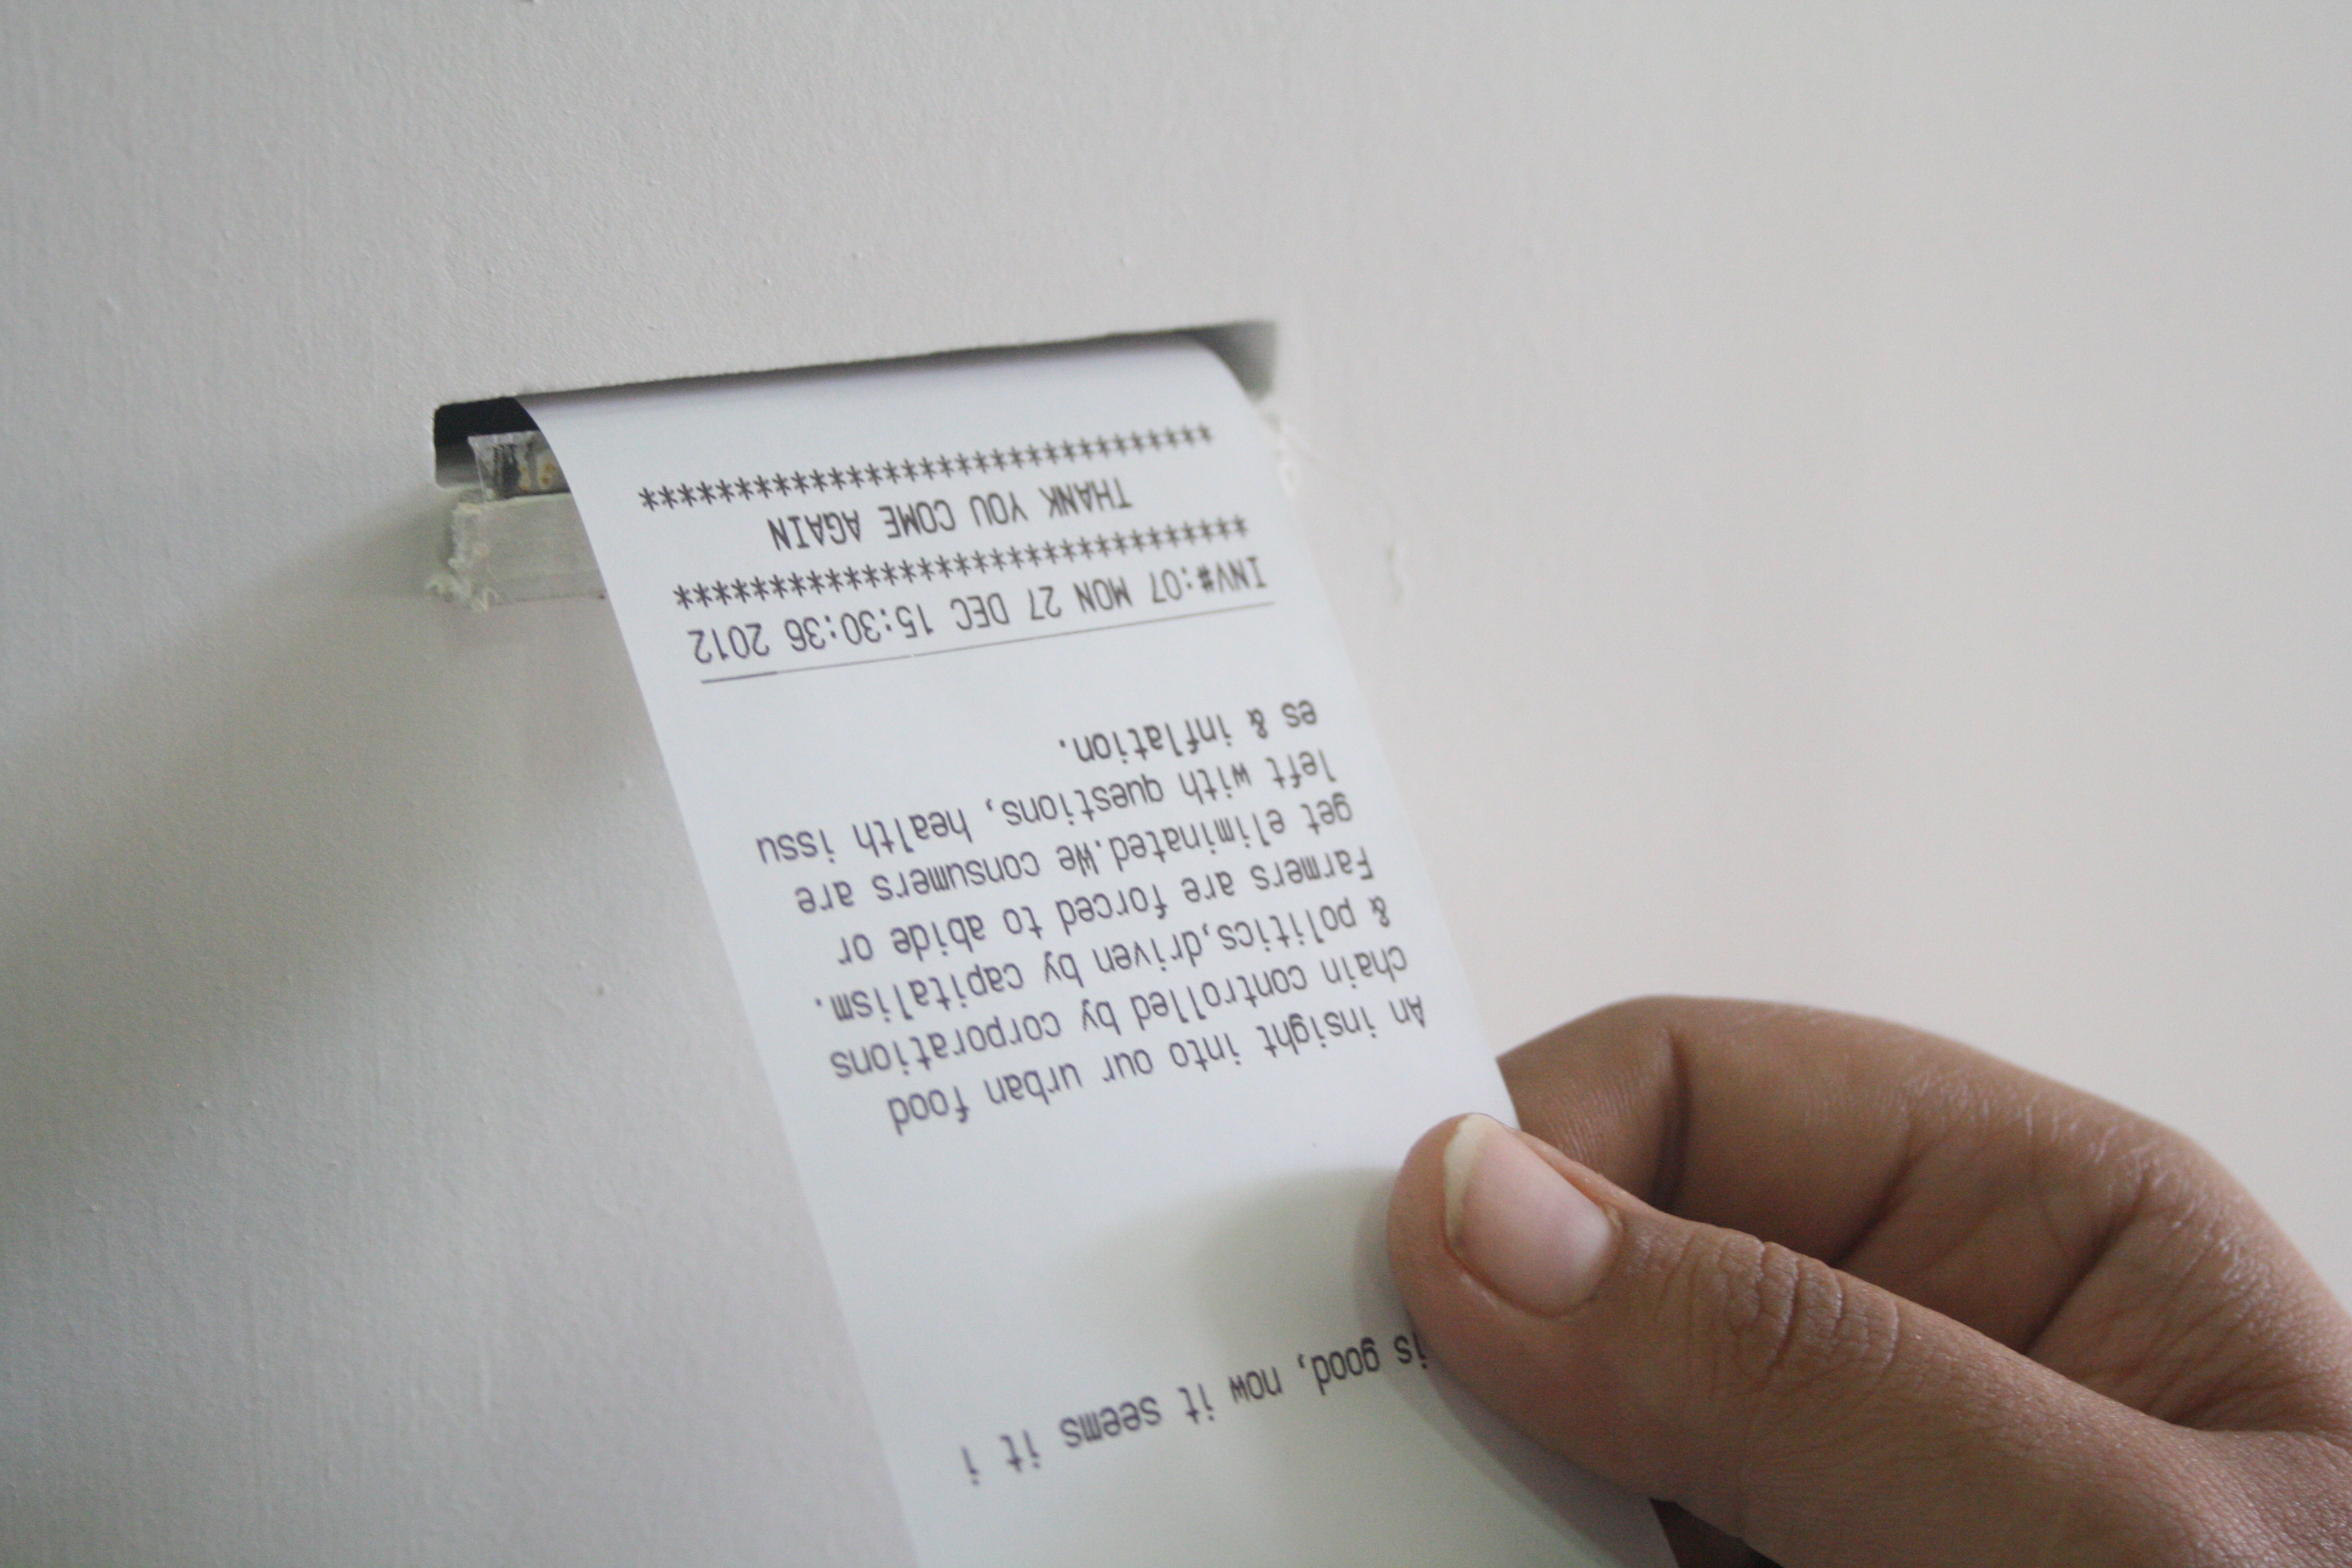 is good, now it seems it i
An insight into our urban food
chain controlled by corporations
& politics,driven by capitalism.
Farmers are forced to abide or
get eliminated.We consumers are
left with questions, health issu
es & inflation.
INV#:07 MON 27 DEC 15:30:36 2012
********************************
THANK YOU COME AGAIN
********************************